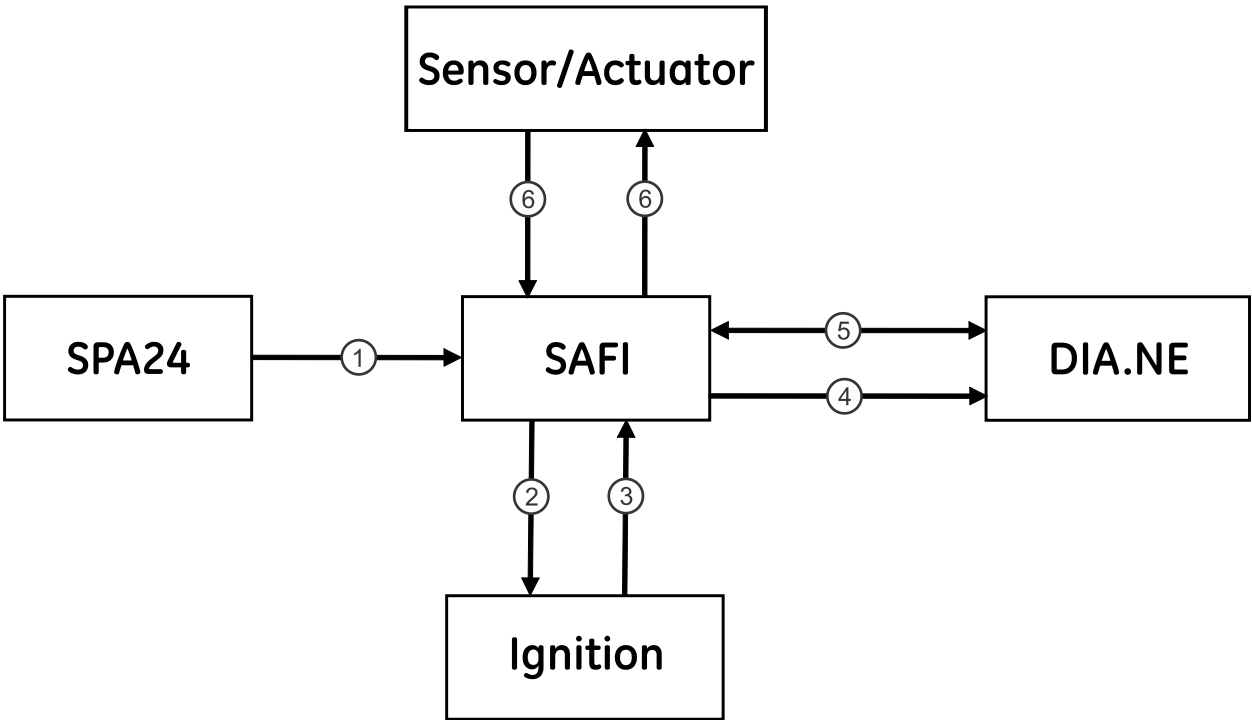 Sensor/Actuator
6
6
SPA24
1
SAFI
5
4
DIA.NE
2
3
Ignition